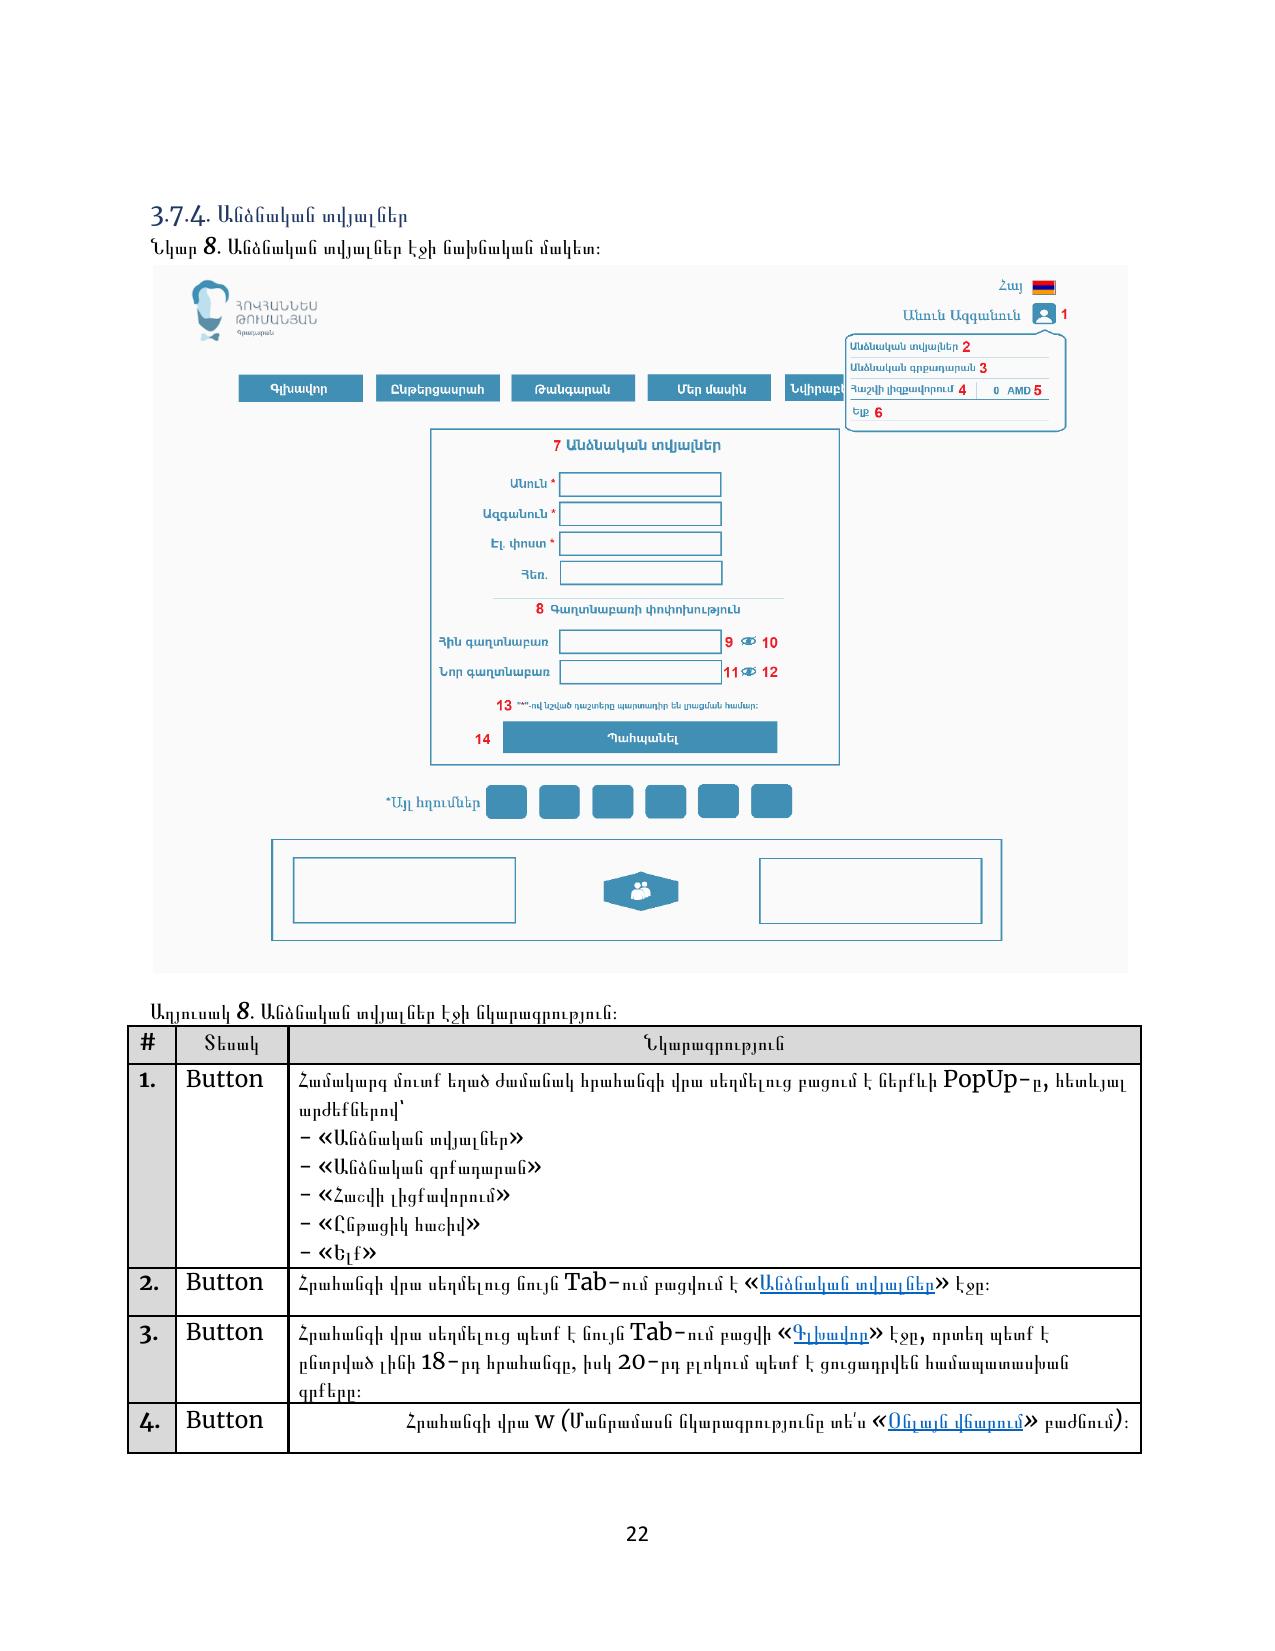 3.7.4. Անձնական տվյալներ
Նկար 8. Անձնական տվյալներ էջի նախնական մակետ։
ՀՈՎՀԱՆՆԵՍ
ԹՈՒՄԱՆՅԱՆ
Գրադարան
Հայ
Անուն Ազգանուն 1
Անձնական տվյալներ 2
Անձնական գրքադարան 3
Հաշվի լիցքավորում 4 0 AMD 5
Ելք 6
Գլխավոր Ընթերցասրահ Թանգարան Մեր մասին Նվիրաբե
7 Անձնական տվյալներ
Անուն *
Ազգանուն *
Էլ. փոստ *
Հեռ.
8 Գաղտնաբառի փոփոխություն
Հին գաղտնաբառ 9 10
Նոր գաղտնաբառ 11 12
13 "*"-ով նշված դաշտերը պարտադիր են լրացման համար։
14 Պահպանել
*Այլ հղումներ
Աղյուսակ 8. Անձնական տվյալներ էջի նկարագրություն։
# Տեսակ Նկարագրություն
1. Button Համակարգ մուտք եղած ժամանակ հրահանգի վրա սեղմելուց բացում է ներքևի PopUp-ը, հետևյալ
արժեքներով՝
- «Անձնական տվյալներ»
- «Անձնական գրքադարան»
- «Հաշվի լիցքավորում»
- «Ընթացիկ հաշիվ»
- «Ելք»
2. Button Հրահանգի վրա սեղմելուց նույն Tab-ում բացվում է «Անձնական տվյալներ» էջը։
3. Button Հրահանգի վրա սեղմելուց պետք է նույն Tab-ում բացվի «Գլխավոր» էջը, որտեղ պետք է
ընտրված լինի 18-րդ հրահանգը, իսկ 20-րդ բլոկում պետք է ցուցադրվեն համապատասխան
գրքերը։
4. Button Հրահանգի վրա w (Մանրամասն նկարագրությունը տե՛ս «Օնլայն վճարում» բաժնում)։
22